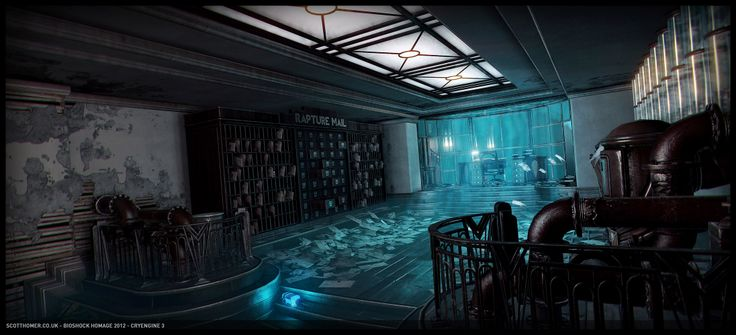 RAPTURE MAIL
SCOTTHOMER.CO.UK - BIOSHOCK HOMAGE 2012 - CRYENGINE 3